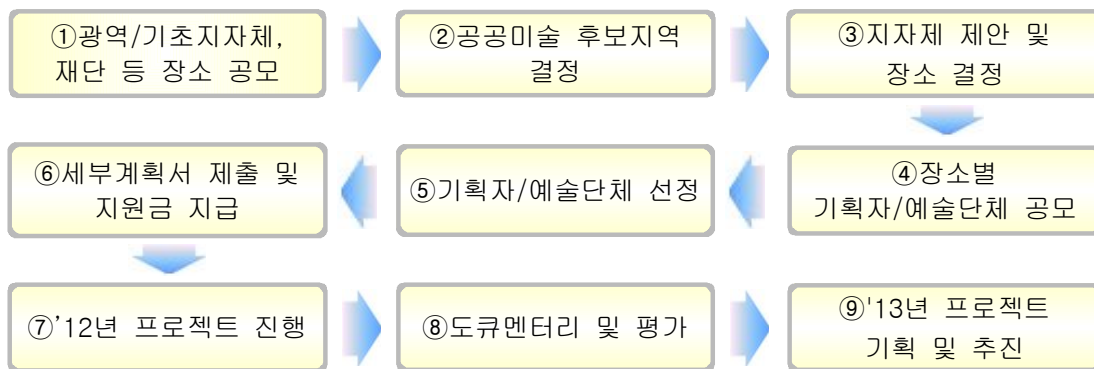 ①광역/기초지자체,
재단 등 장소 공모
②공공미술 후보지역
결정
③지자제 제안 및
장소 결정
④장소별
기획자/예술단체 공모
⑤기획자/예술단체 선정
⑥세부계획서 제출 및
지원금 지급
⑦’12년 프로젝트 진행
⑧도큐멘터리 및 평가
⑨'13년 프로젝트
기획 및 추진